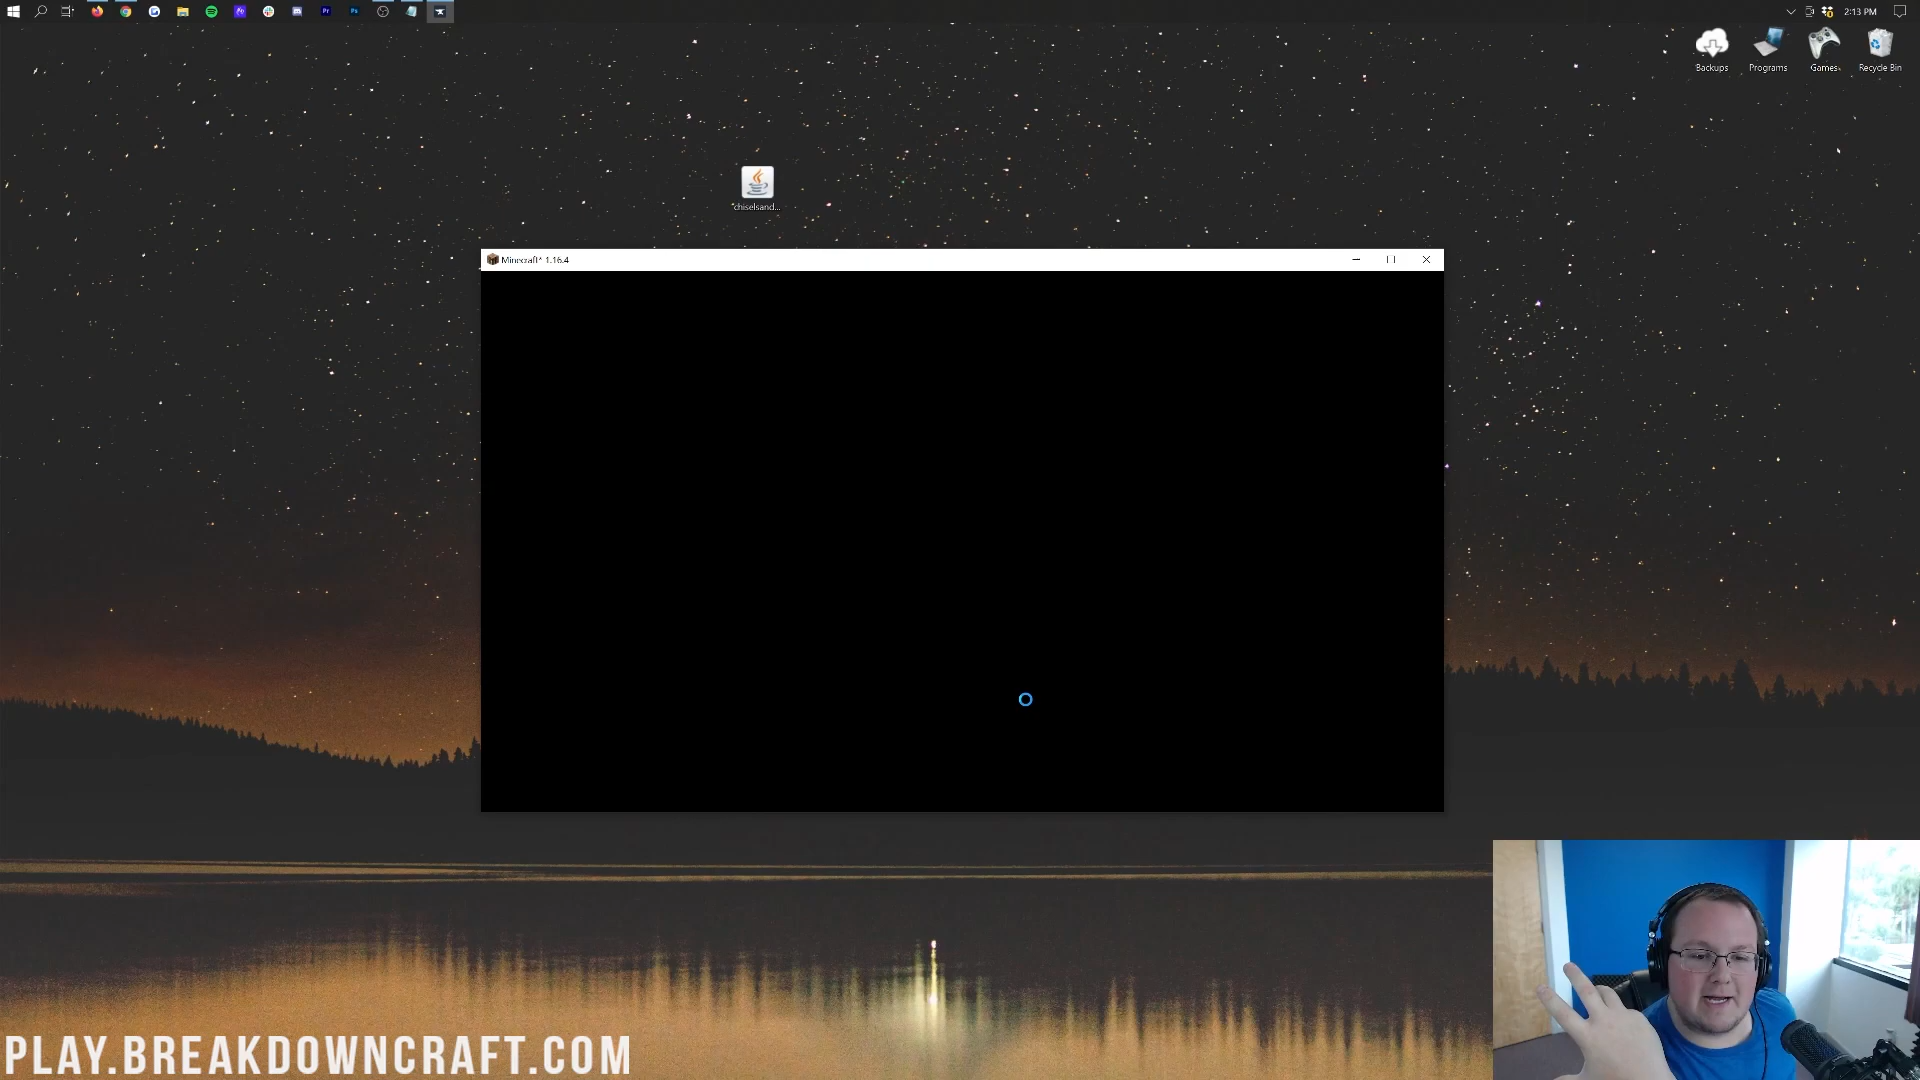 2:13 PM
Backups
Programs
Games
Recycle Bin
chiselsand...
Minecraft* 1.16.4
PLAY.BREAKDOWNCRAFT.COM